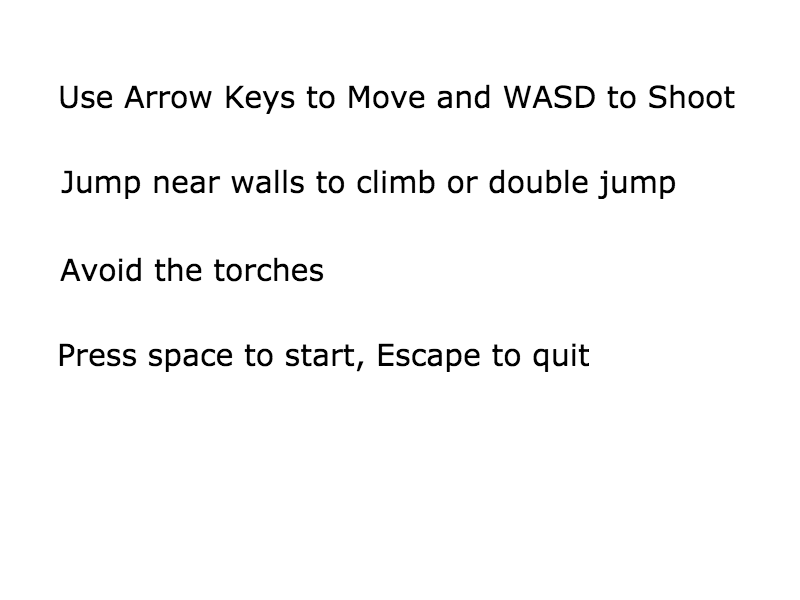 Use Arrow Keys to Move and WASD to Shoot
Jump near walls to climb or double jump
Avoid the torches
Press space to start, Escape to quit